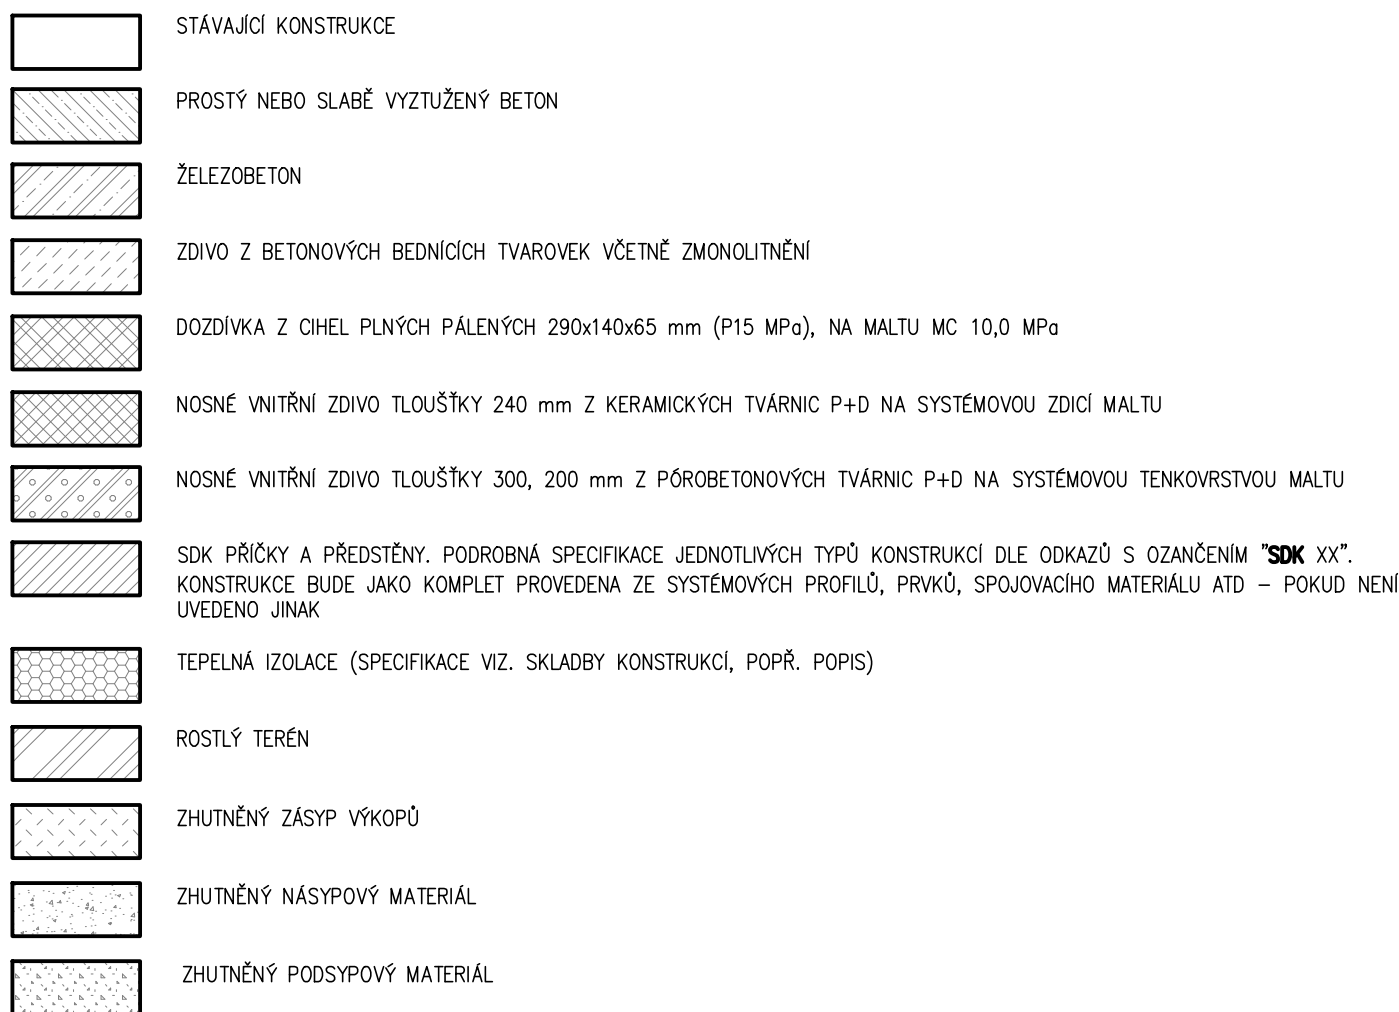 STÁVAJÍCÍ KONSTRUKCE
PROSTÝ NEBO SLABĚ VYZTUŽENÝ BETON
ŽELEZOBETON
ZDIVO Z BETONOVÝCH BEDNÍCÍCH TVAROVEK VČETNĚ ZMONOLITNĚNÍ
DOZDÍVKA Z CIHEL PLNÝCH PÁLENÝCH 290x140x65 mm (P15 MPa), NA MALTU MC 10,0 MPa
NOSNÉ VNITŘNÍ ZDIVO TLOUŠŤKY 240 mm Z KERAMICKÝCH TVÁRNIC P+D NA SYSTÉMOVOU ZDICÍ MALTU
NOSNÉ VNITŘNÍ ZDIVO TLOUŠŤKY 300, 200 mm Z PÓROBETONOVÝCH TVÁRNIC P+D NA SYSTÉMOVOU TENKOVRSTVOU MALTU
SDK PŘÍČKY A PŘEDSTĚNY. PODROBNÁ SPECIFIKACE JEDNOTLIVÝCH TYPŮ KONSTRUKCÍ DLE ODKAZŮ S OZANČENÍM "SDK XX".
KONSTRUKCE BUDE JAKO KOMPLET PROVEDENA ZE SYSTÉMOVÝCH PROFILŮ, PRVKŮ, SPOJOVACÍHO MATERIÁLU ATD – POKUD NENÍ
UVEDENO JINAK
TEPELNÁ IZOLACE (SPECIFIKACE VIZ. SKLADBY KONSTRUKCÍ, POPŘ. POPIS)
ROSTLÝ TERÉN
ZHUTNĚNÝ ZÁSYP VÝKOPŮ
ZHUTNĚNÝ NÁSYPOVÝ MATERIÁL
ZHUTNĚNÝ PODSYPOVÝ MATERIÁL